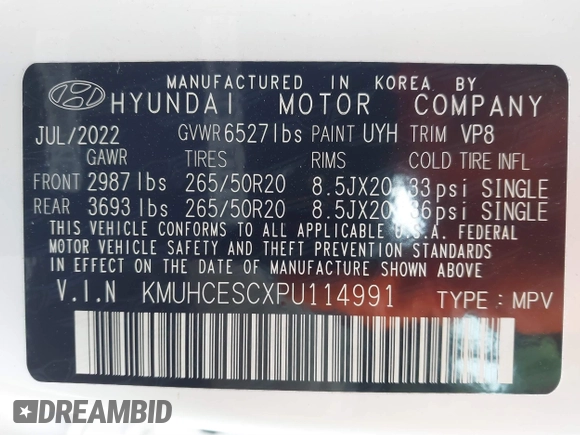 MANUFACTURED IN KOREA BY
HYUNDAI MOTOR COMPANY
JUL/2022 GVWR 6527lbs PAINT UYH TRIM VP8
GAWR TIRES RIMS COLD TIRE INFL
FRONT 2987lbs 265/50R20 8.5JX20 33psi SINGLE
REAR 3693lbs 265/50R20 8.5JX20 36psi SINGLE
THIS VEHICLE CONFORMS TO ALL APPLICABLE U.S.A. FEDERAL
MOTOR VEHICLE SAFETY AND THEFT PREVENTION STANDARDS
IN EFFECT ON THE DATE OF MANUFACTURE SHOWN ABOVE.
V.I.N KMUHCESCXPU114991 TYPE: MPV
DREAMBID